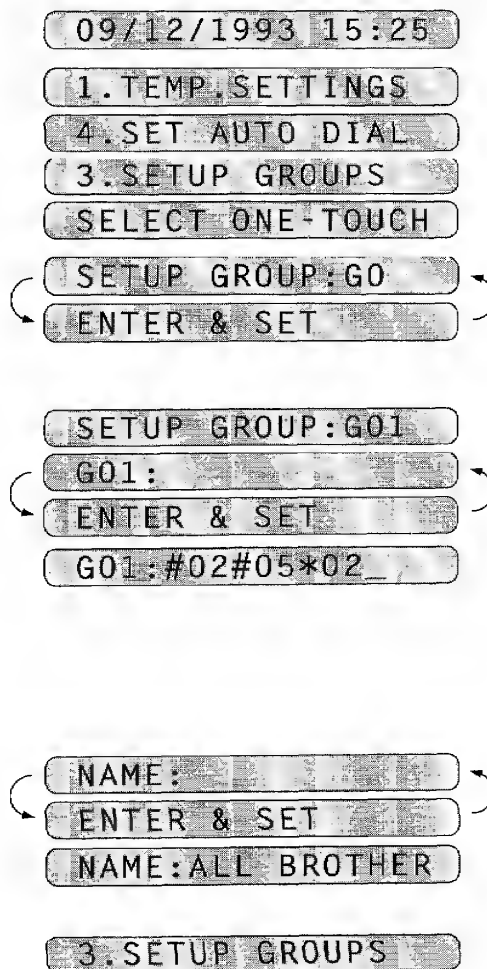 09/12/1993 15:25
1.TEMP.SETTINGS
4.SET AUTO DIAL
3.SETUP GROUPS
SELECT ONE-TOUCH
SETUP GROUP:G0
ENTER & SET
SETUP GROUP:G01
G01:
ENTER & SET
G01:#02#05*02_
NAME:
ENTER & SET
NAME:ALL BROTHER
3.SETUP GROUPS